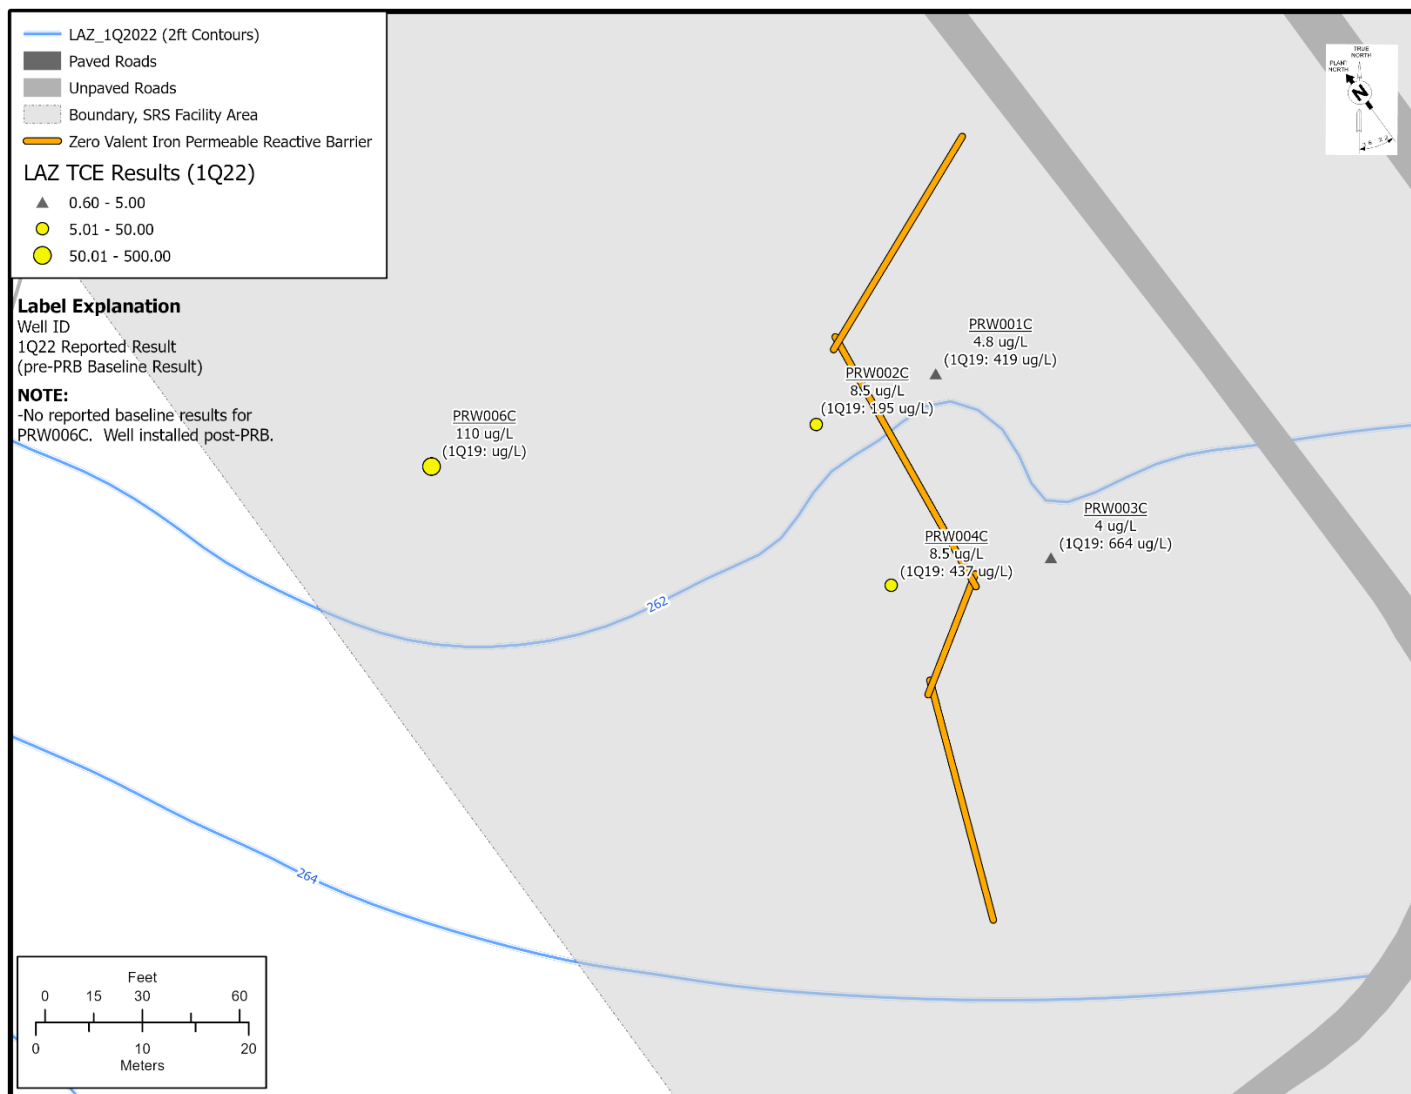 LAZ_1Q2022 (2ft Contours)
Paved Roads
Unpaved Roads
Boundary, SRS Facility Area
Zero Valent Iron Permeable Reactive Barrier
LAZ TCE Results (1Q22)
0.60 - 5.00
5.01 - 50.00
50.01 - 500.00
Label Explanation
Well ID
1Q22 Reported Result
(pre-PRB Baseline Result)
NOTE:
-No reported baseline results for
PRW006C.  Well installed post-PRB.
TRUE
NORTH
PLANT
NORTH
N
PRW001C
4.8 ug/L
(1Q19: 419 ug/L)
PRW002C
8.5 ug/L
(1Q19: 195 ug/L)
PRW006C
110 ug/L
(1Q19: ug/L)
PRW003C
4 ug/L
(1Q19: 664 ug/L)
PRW004C
8.5 ug/L
(1Q19: 437 ug/L)
262
264
Feet
0 15 30 60
0 10 20
Meters